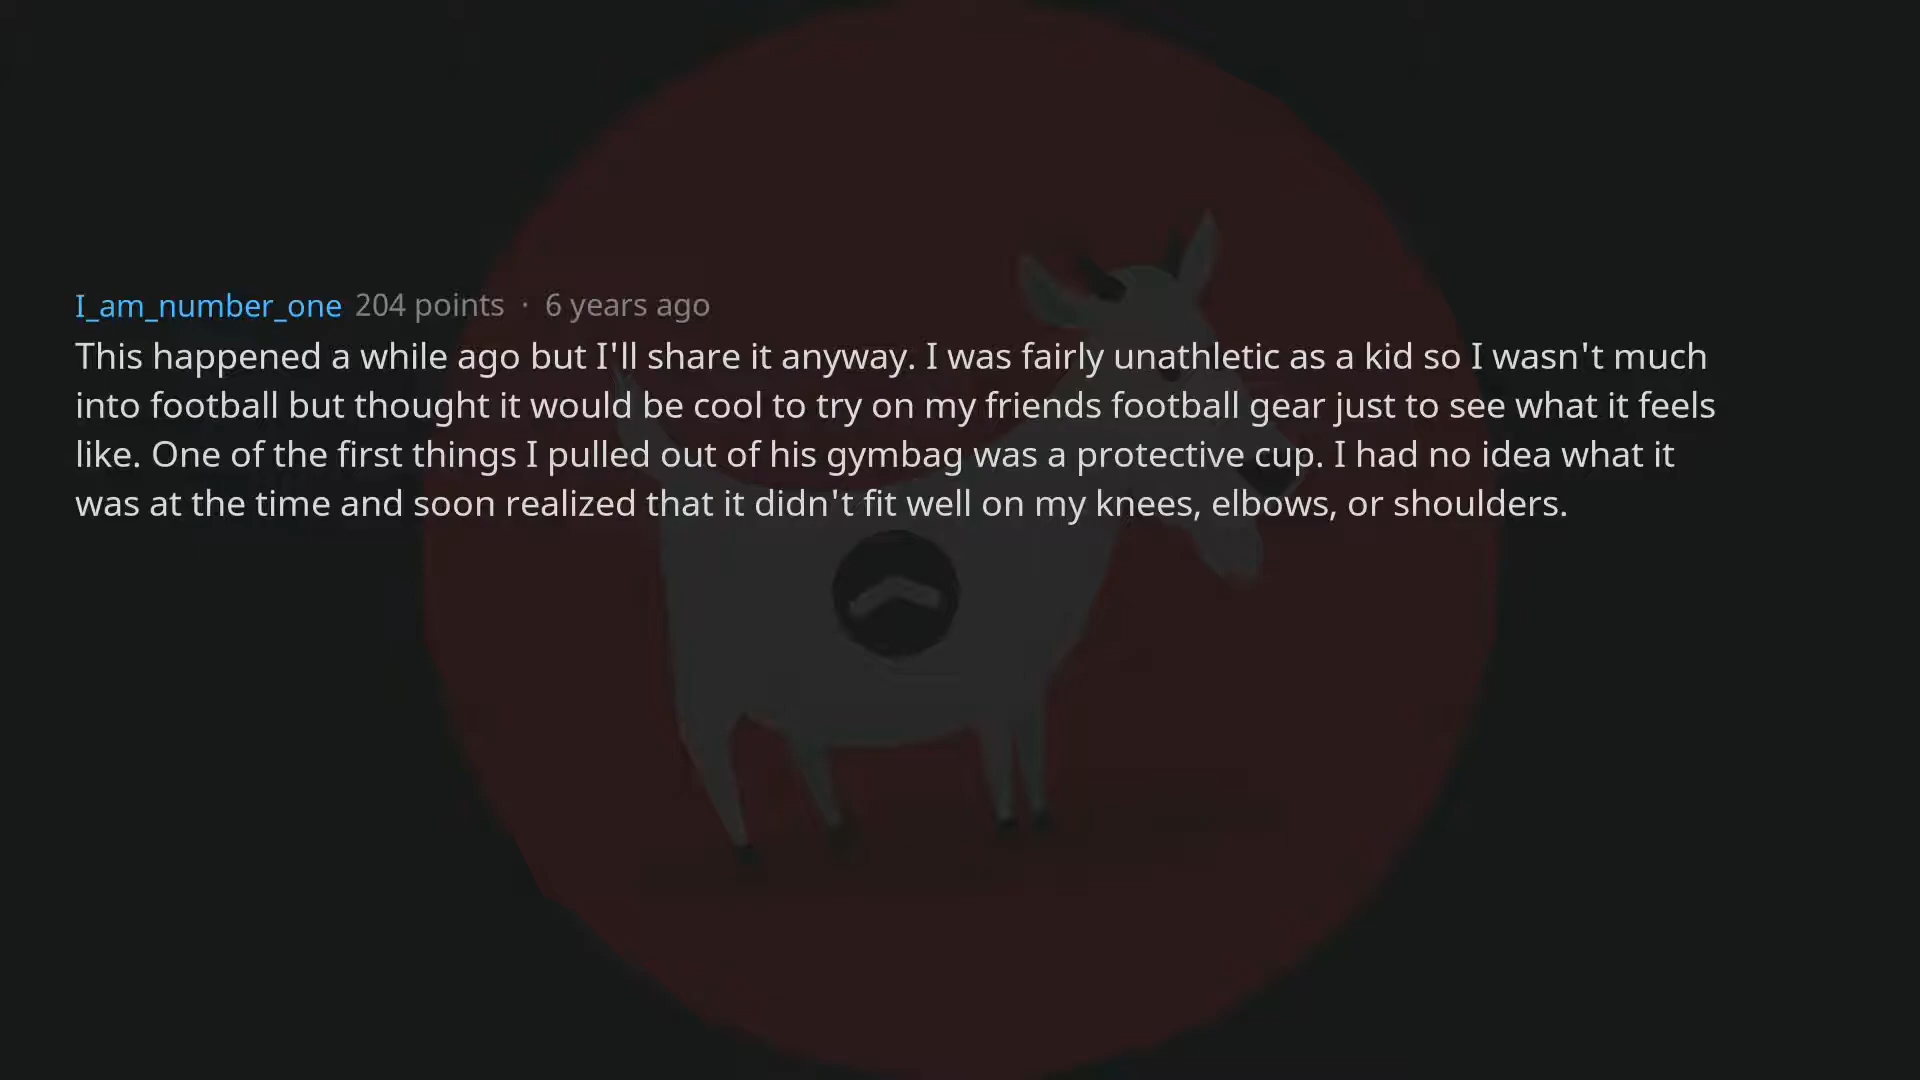 I_am_number_one 204 points · 6 years ago
This happened a while ago but I'll share it anyway. I was fairly unathletic as a kid so I wasn't much
into football but thought it would be cool to try on my friends football gear just to see what it feels
like. One of the first things I pulled out of his gymbag was a protective cup. I had no idea what it
was at the time and soon realized that it didn't fit well on my knees, elbows, or shoulders.